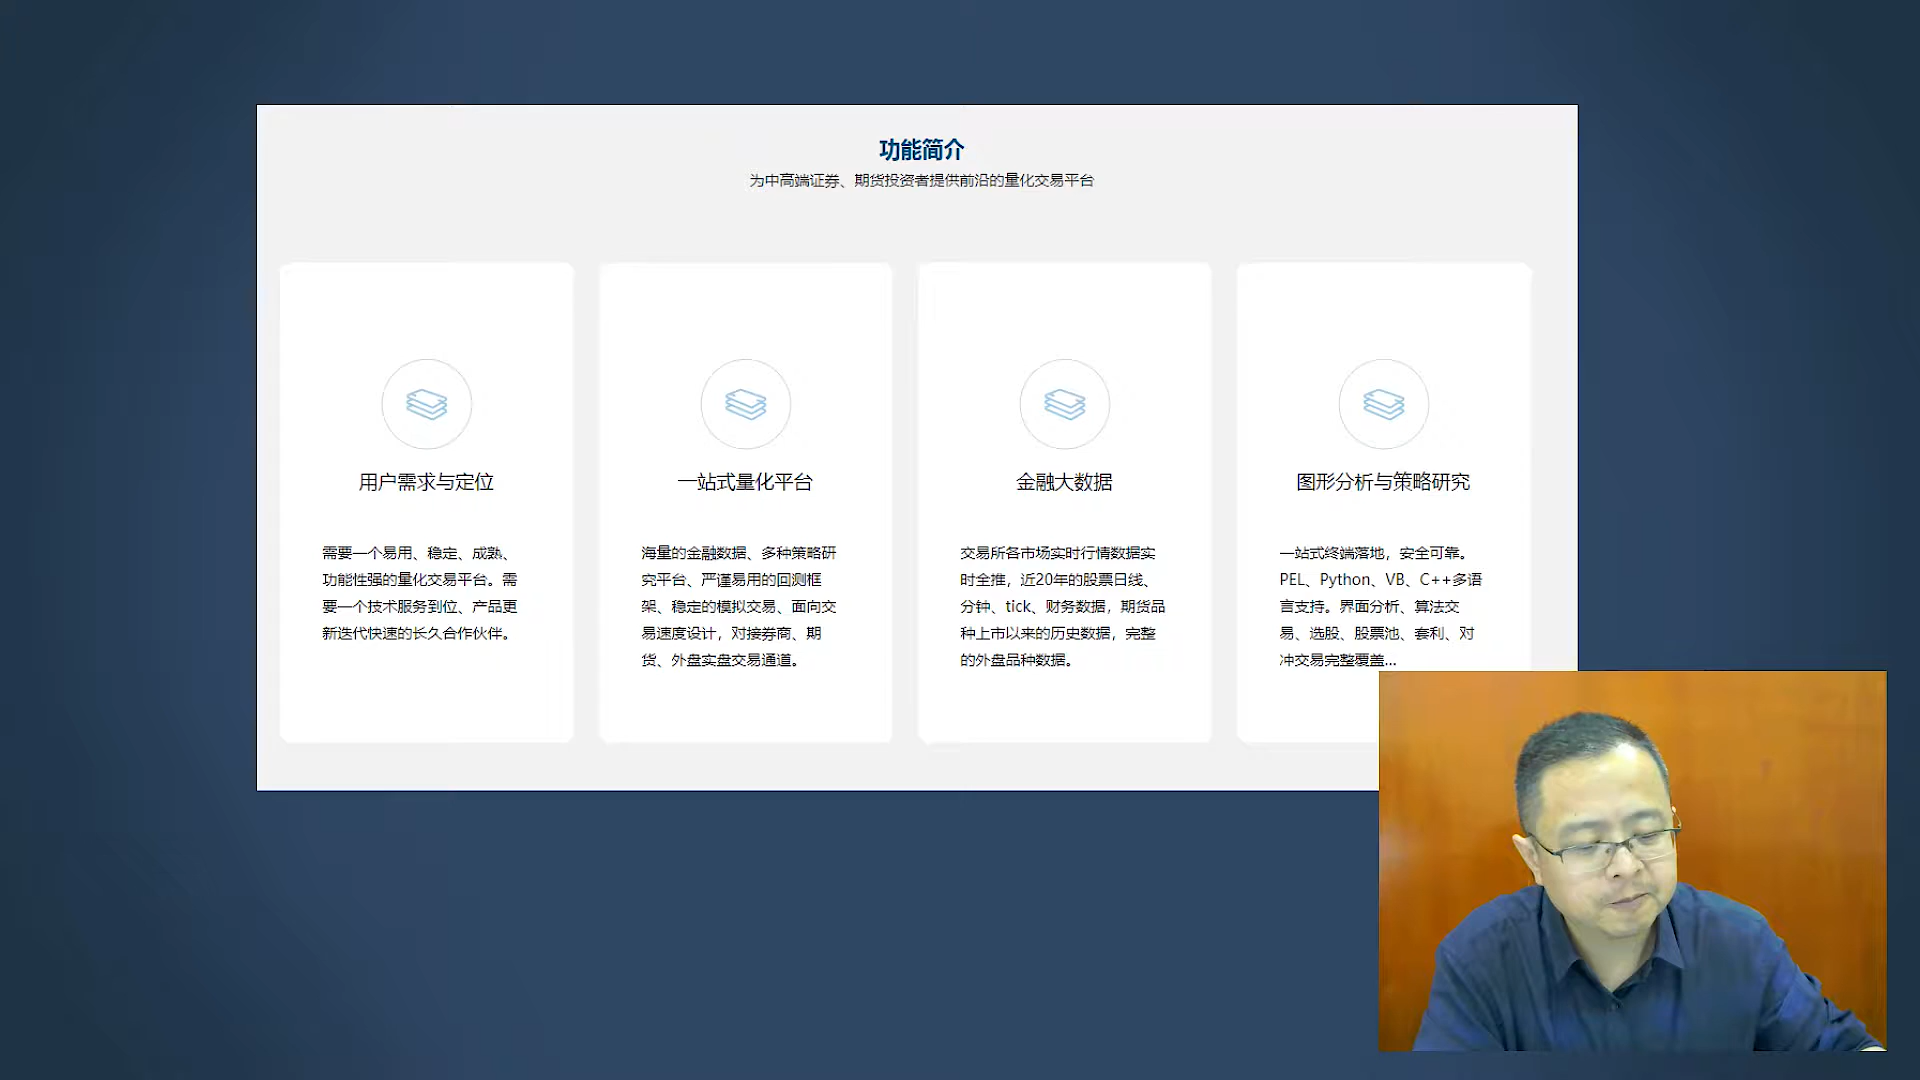 功能简介
为中高端证券、期货投资者提供前沿的量化交易平台
用户需求与定位
需要一个易用、稳定、成熟、
功能性强的量化交易平台。需
要一个技术服务到位、产品更
新迭代快速的长久合作伙伴。
一站式量化平台
海量的金融数据、多种策略研
究平台、严谨易用的回测框
架、稳定的模拟交易、面向交
易速度设计，对接券商、期
货、外盘实盘交易通道。
金融大数据
交易所各市场实时行情数据实
时全推，近20年的股票日线、
分钟、tick、财务数据，期货品
种上市以来的历史数据，完整
的外盘品种数据。
图形分析与策略研究
一站式终端落地，安全可靠。
PEL、Python、VB、C++多语
言支持。界面分析、算法交
易、选股、股票池、套利、对
冲交易完整覆盖...